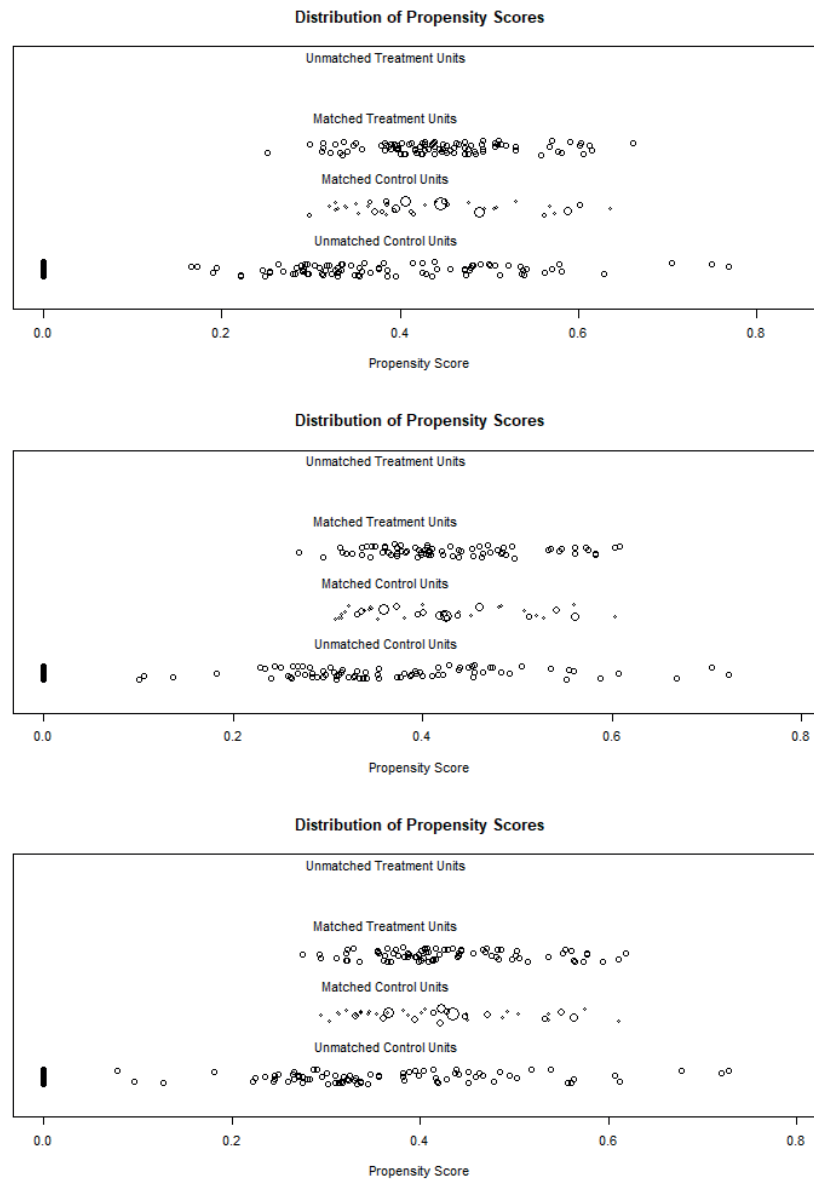 Distribution of Propensity Scores
Unmatched Treatment Units
Matched Treatment Units
Matched Control Units
Unmatched Control Units
0.0 0.2 0.4 0.6 0.8
Propensity Score
Distribution of Propensity Scores
Unmatched Treatment Units
Matched Treatment Units
Matched Control Units
Unmatched Control Units
0.0 0.2 0.4 0.6 0.8
Propensity Score
Distribution of Propensity Scores
Unmatched Treatment Units
Matched Treatment Units
Matched Control Units
Unmatched Control Units
0.0 0.2 0.4 0.6 0.8
Propensity Score